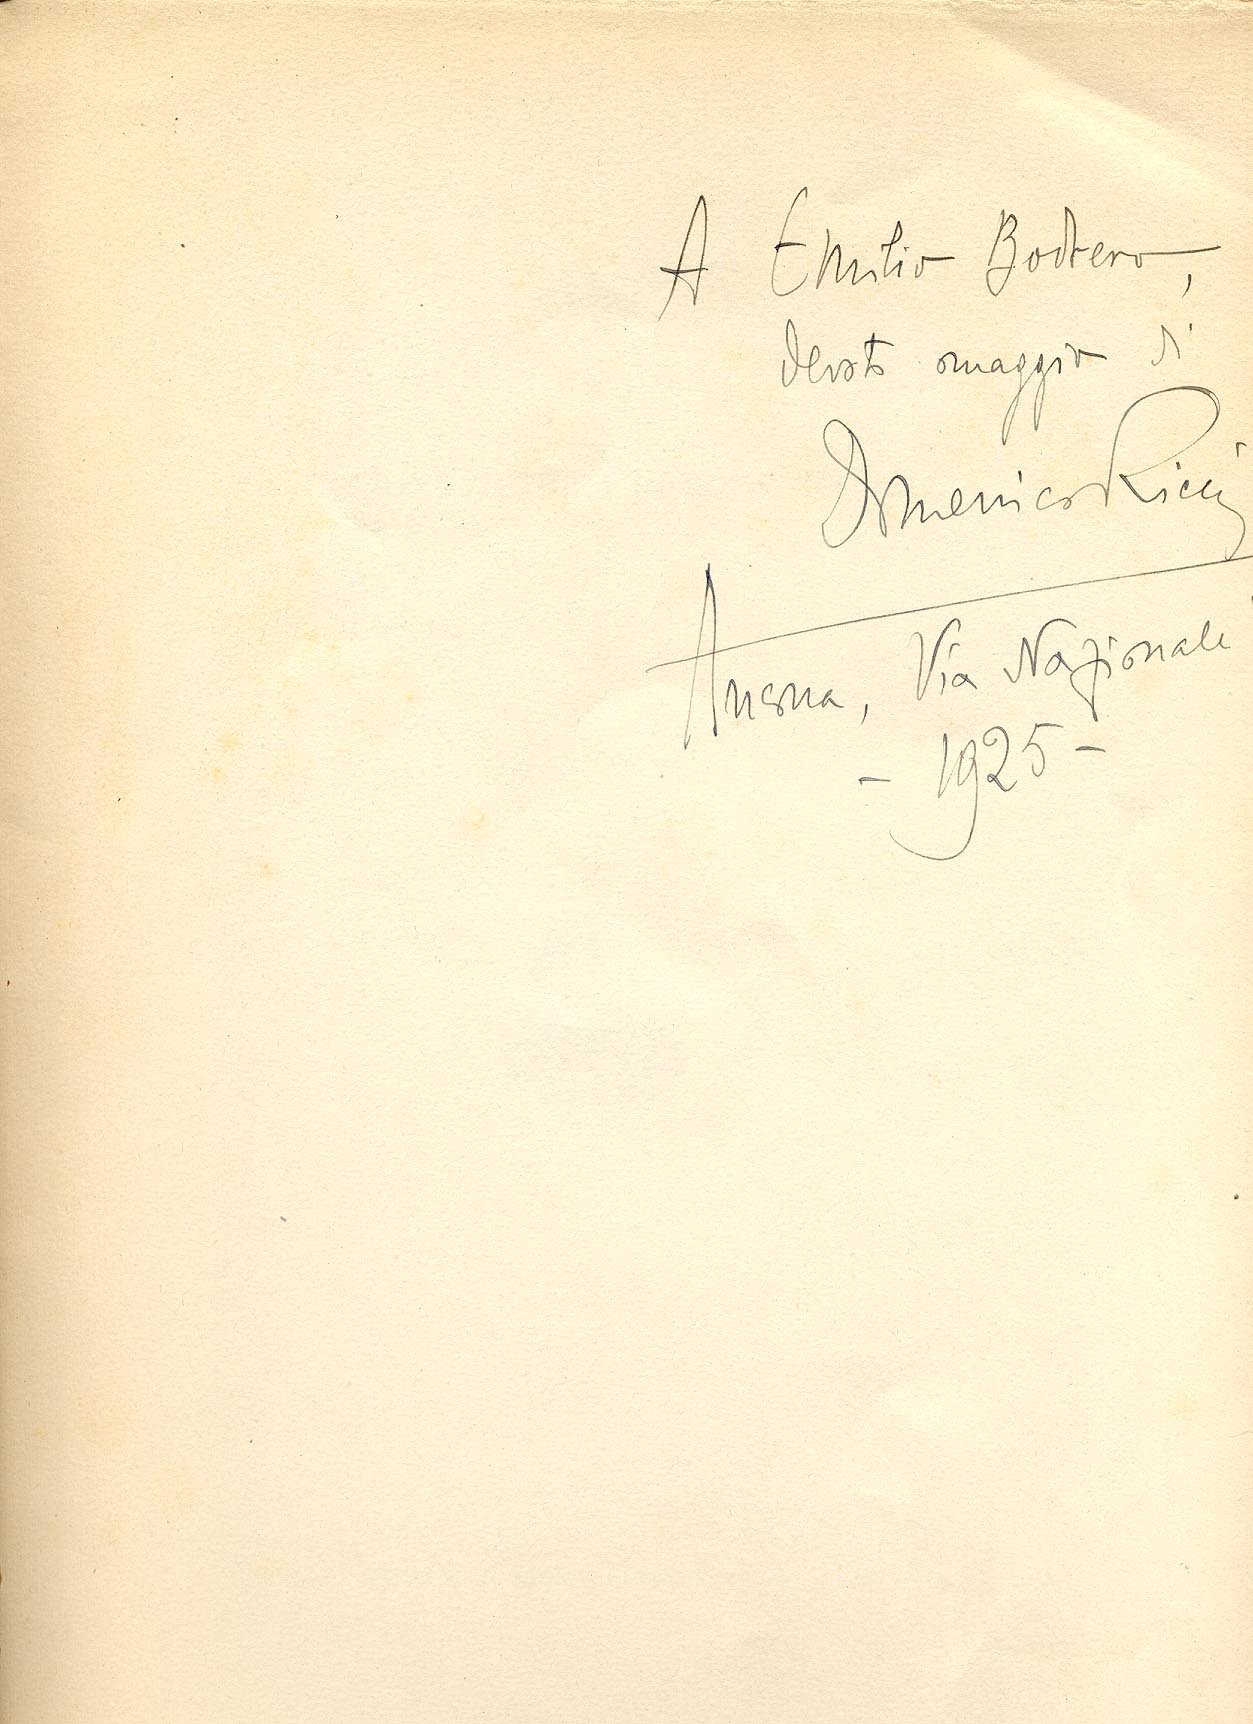 A Emilio Bodrero,
devoto omaggio di
Domenico Ricci
Ancona, Via Nazionale
- 1925 -